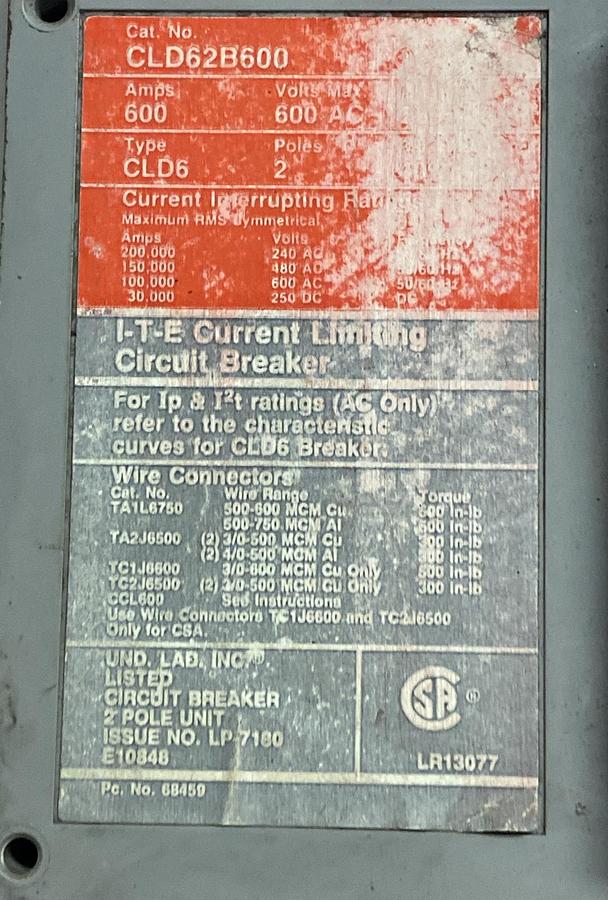 Cat. No.
CLD62B600
Amps Volts Max
600 600 AC
Type Poles
CLD6 2
Current Interrupting
Maximum RMS Symmetrical
Amps Volts
200,000 240 AC
150,000 480 AC 50/60 Hz
100,000 600 AC 50/60 Hz
30,000 250 DC DC
I-T-E Current Limiting
Circuit Breaker
For Ip & I²t ratings (AC Only)
refer to the characteristic
curves for CLD6 Breaker.
Wire Connectors
Cat. No. Wire Range Torque
TA1L6750 500-600 MCM Cu In-lb
500-750 MCM Al 500 In-lb
TA2J6500 (2) 3/0-500 MCM Cu In-lb
(2) 4/0-500 MCM Al In-lb
TC1J6600 3/0-600 MCM Cu Only In-lb
TC2J6500 (2) 3/0-500 MCM Cu Only 300 In-lb
CCL600 See Instructions
Use Wire Connectors TC1J6600 and TC2J6500
Only for CSA.
UND. LAB. INC.®
LISTED
CIRCUIT BREAKER
2 POLE UNIT
ISSUE NO. LP-7180
E10848
SA ®
LR13077
Pc. No. 68459